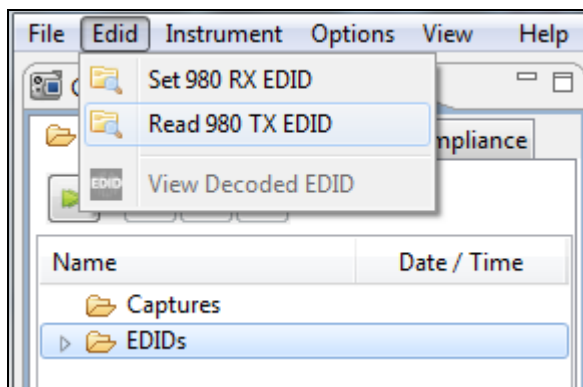 File Edid Instrument Options View Help
Set 980 RX EDID
Read 980 TX EDID
mpliance
EDID View Decoded EDID
Name Date / Time
Captures
EDIDs